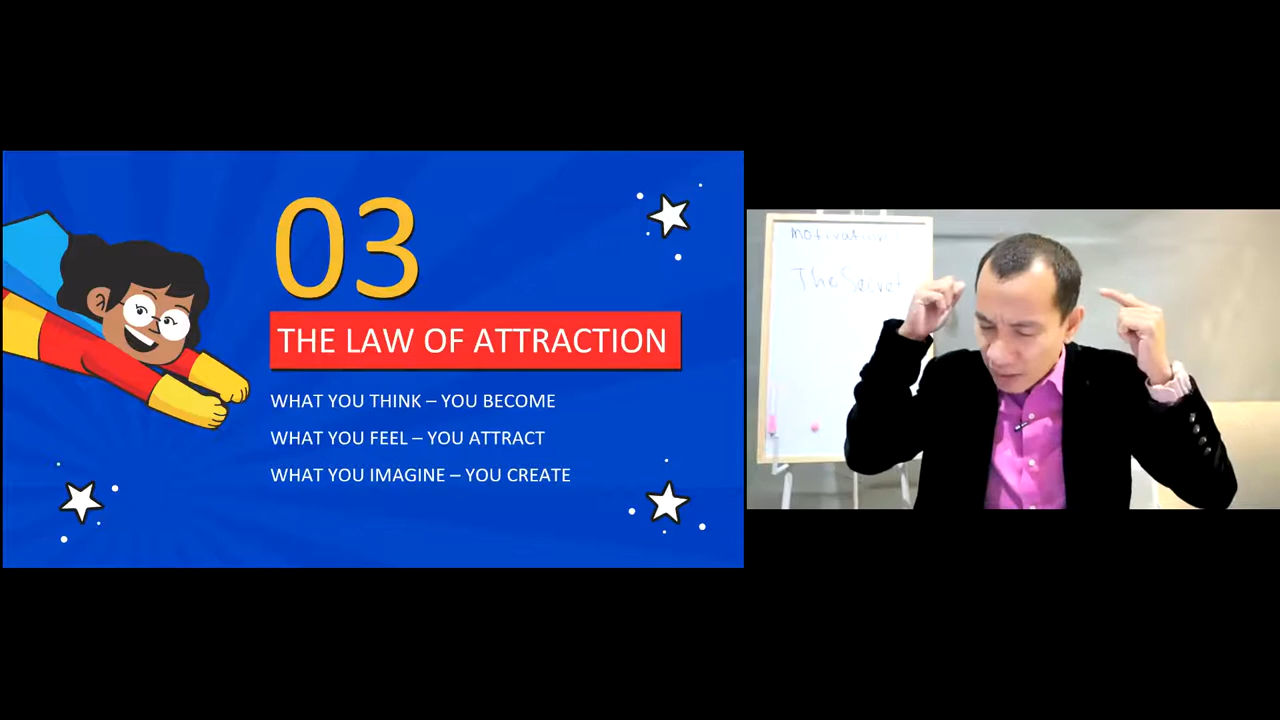 03
THE LAW OF ATTRACTION
WHAT YOU THINK – YOU BECOME
WHAT YOU FEEL – YOU ATTRACT
WHAT YOU IMAGINE – YOU CREATE
motivation
The Secret